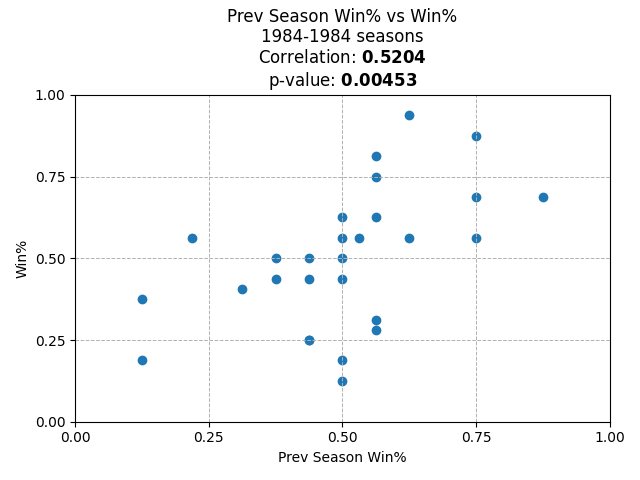 Prev Season Win% vs Win%
1984-1984 seasons
Correlation: 0.5204
p-value: 0.00453
1.00
0.75
0.50
0.25
0.00
Win%
0.00 0.25 0.50 0.75 1.00
Prev Season Win%